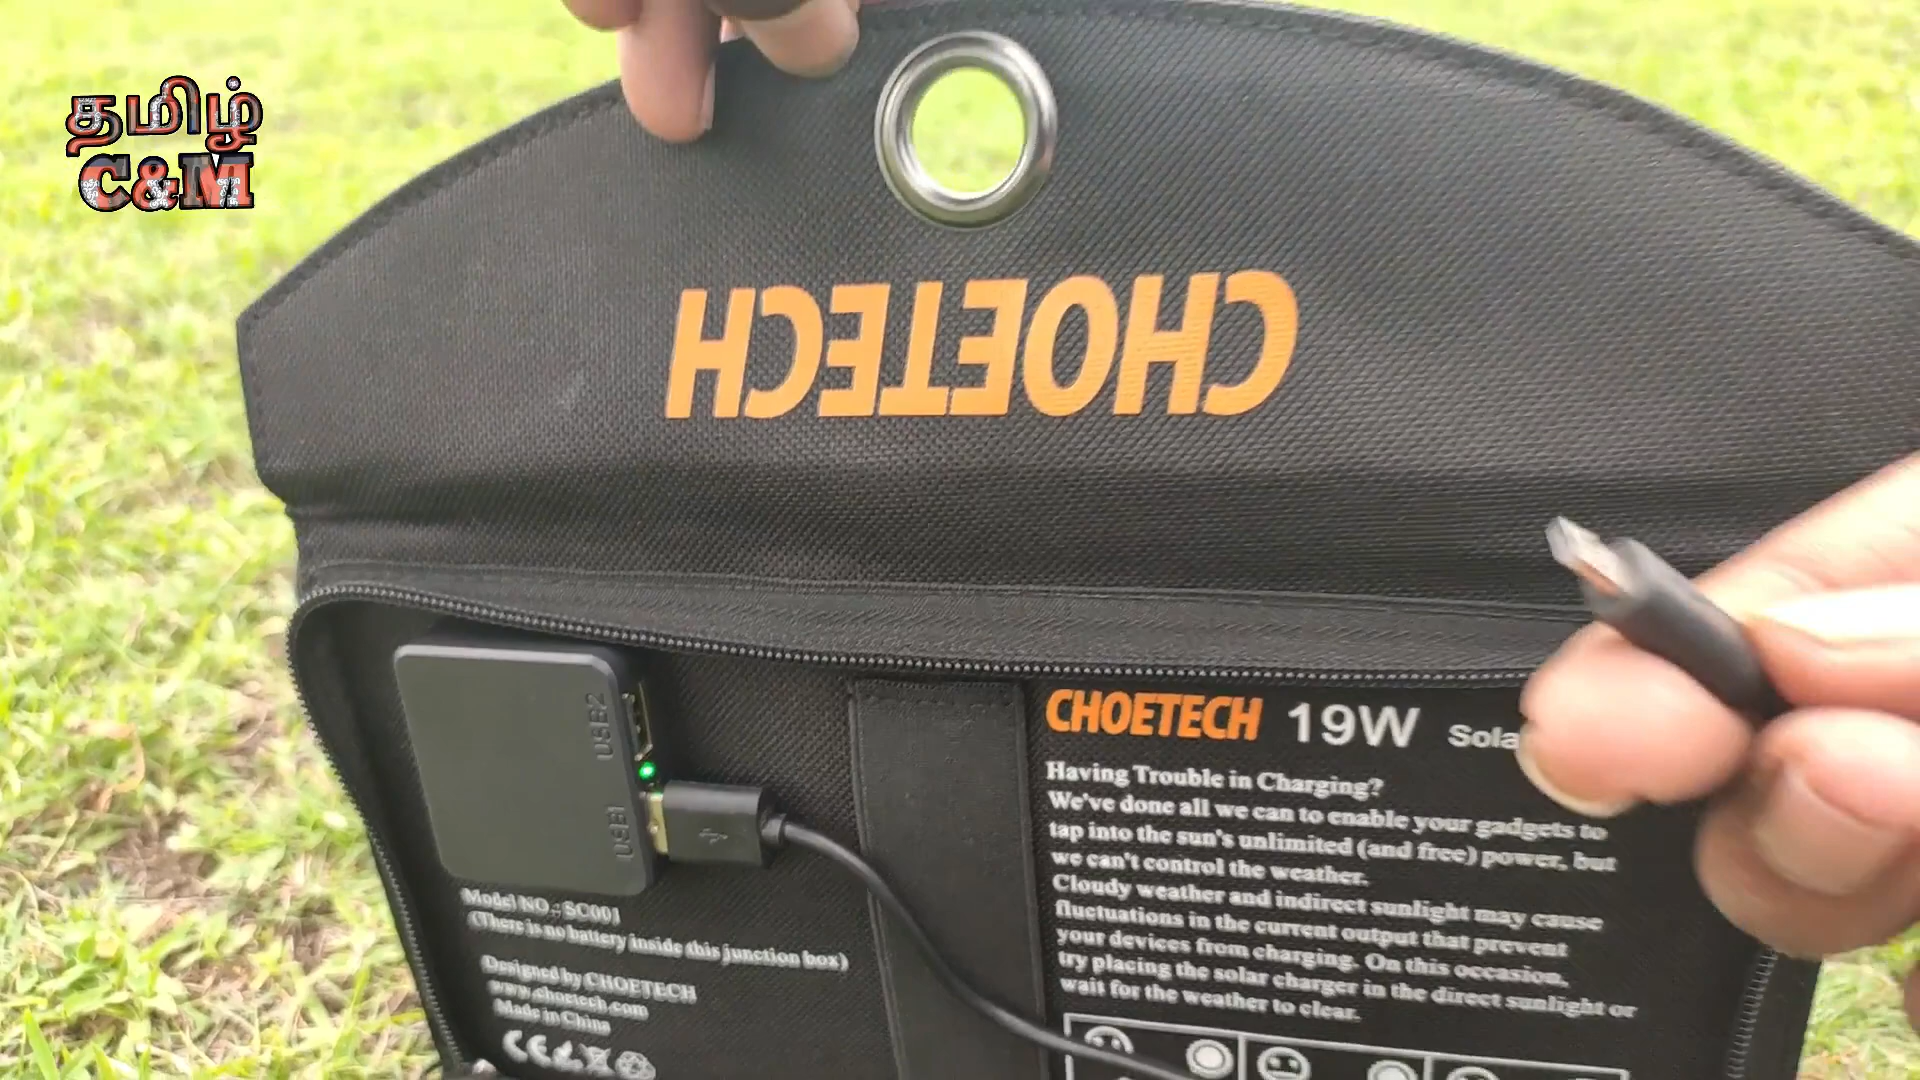 தமிழ்
C&M
CHOETECH
USB2
USB1
Model NO.: SC001
(There is no battery inside this junction box)
Designed by CHOETECH
www.choetech.com
Made in China
CE
CHOETECH 19W
Having Trouble in Charging?
We've done all we can to enable your gadgets to
tap into the sun's unlimited (and free) power, but
we can't control the weather.
Cloudy weather and indirect sunlight may cause
fluctuations in the current output that prevent
your devices from charging. On this occasion,
try placing the solar charger in the direct sunlight or
wait for the weather to clear.